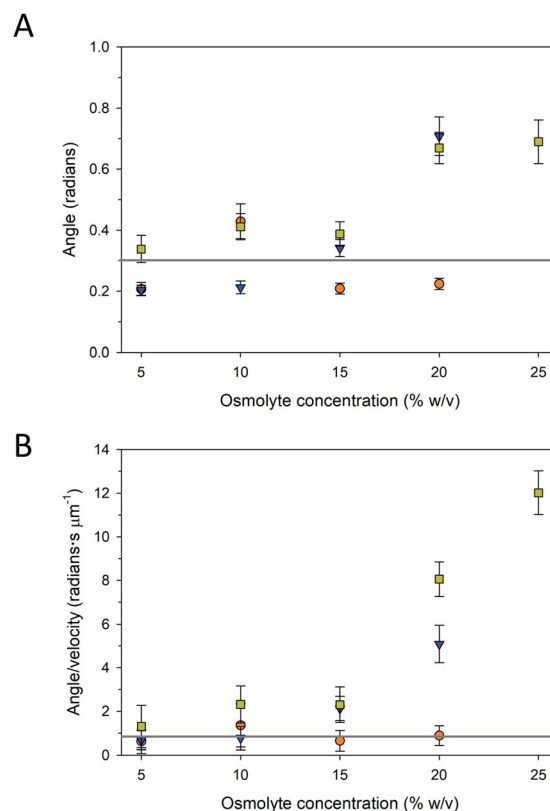 A
1.0
0.8
0.6
0.4
0.2
0.0
Angle (radians)
5 10 15 20 25
Osmolyte concentration (% w/v)
B
14
12
10
8
6
4
2
0
Angle/velocity (radians·s μm⁻¹)
5 10 15 20 25
Osmolyte concentration (% w/v)